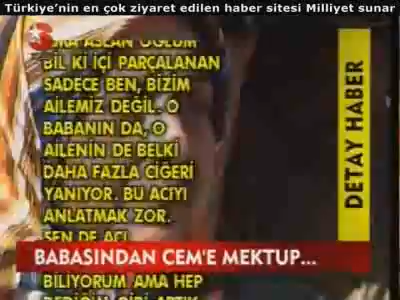 Türkiye'nin en çok ziyaret edilen haber sitesi Milliyet sunar
ASLAN OĞLUM
BİL Kİ İÇİ PARÇALANAN
SADECE BEN, BİZİM
AİLEMİZ DEĞİL. O
BABANIN DA, O
AİLENİN DE BELKİ
DAHA FAZLA CİĞERİ
YANIYOR. BU ACIYI
ANLATMAK ZOR.
SEN DE ACI
DETAY HABER
BABASINDAN CEM'E MEKTUP...
BİLİYORUM AMA HEP